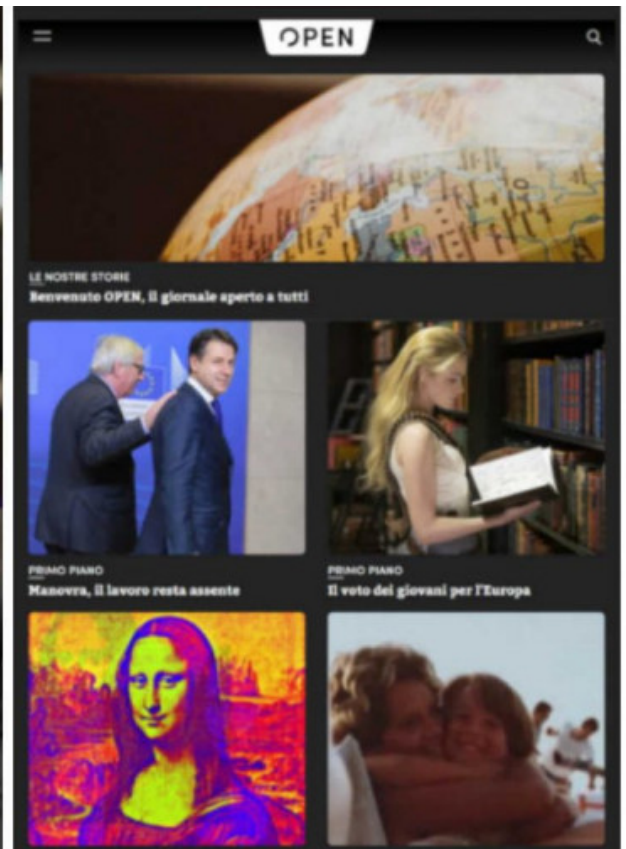 OPEN
LE NOSTRE STORIE
Benvenuto OPEN, il giornale aperto a tutti
PRIMO PIANO
Manovra, il lavoro resta assente
PRIMO PIANO
Il voto dei giovani per l'Europa